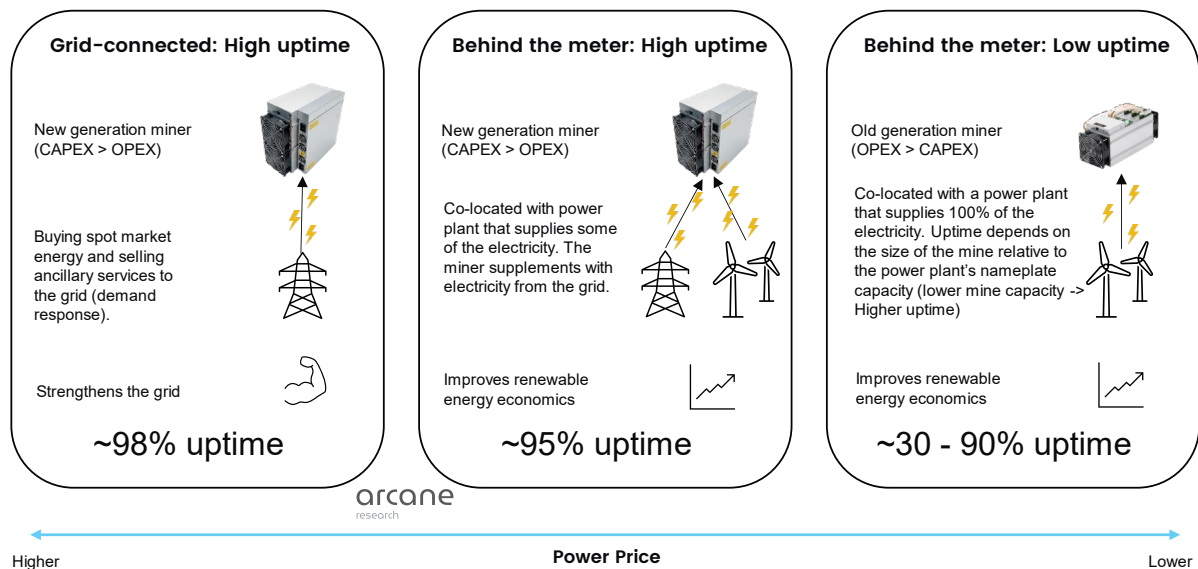 Grid-connected: High uptime
New generation miner
(CAPEX > OPEX)
Buying spot market
energy and selling
ancillary services to
the grid (demand
response).
Strengthens the grid
~98% uptime
Behind the meter: High uptime
New generation miner
(CAPEX > OPEX)
Co-located with power
plant that supplies some
of the electricity. The
miner supplements with
electricity from the grid.
Improves renewable
energy economics
~95% uptime
Behind the meter: Low uptime
Old generation miner
(OPEX > CAPEX)
Co-located with a power plant
that supplies 100% of the
electricity. Uptime depends on
the size of the mine relative to
the power plant's nameplate
capacity (lower mine capacity ->
Higher uptime)
Improves renewable
energy economics
~30 - 90% uptime
arcane
research
Higher
Power Price
Lower